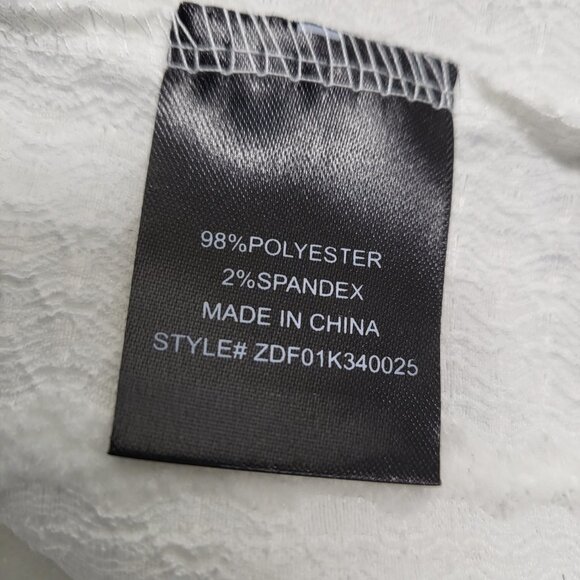 98%POLYESTER
2%SPANDEX
MADE IN CHINA
STYLE# ZDF01K340025